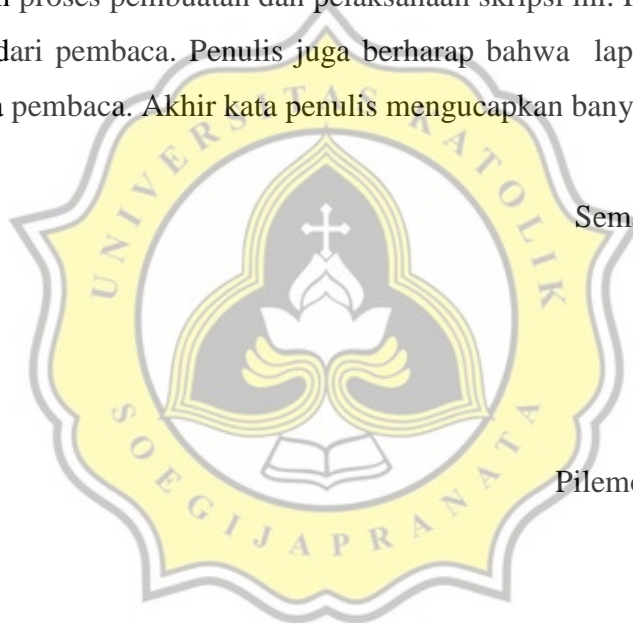 proses pembuatan dan pelaksanaan skripsi ini.
dari pembaca. Penulis juga berharap bahwa lap
pembaca. Akhir kata penulis mengucapkan bany
Sem
Pilem
UNIVERSITAS KATOLIK
SOEGIJAPRANATA